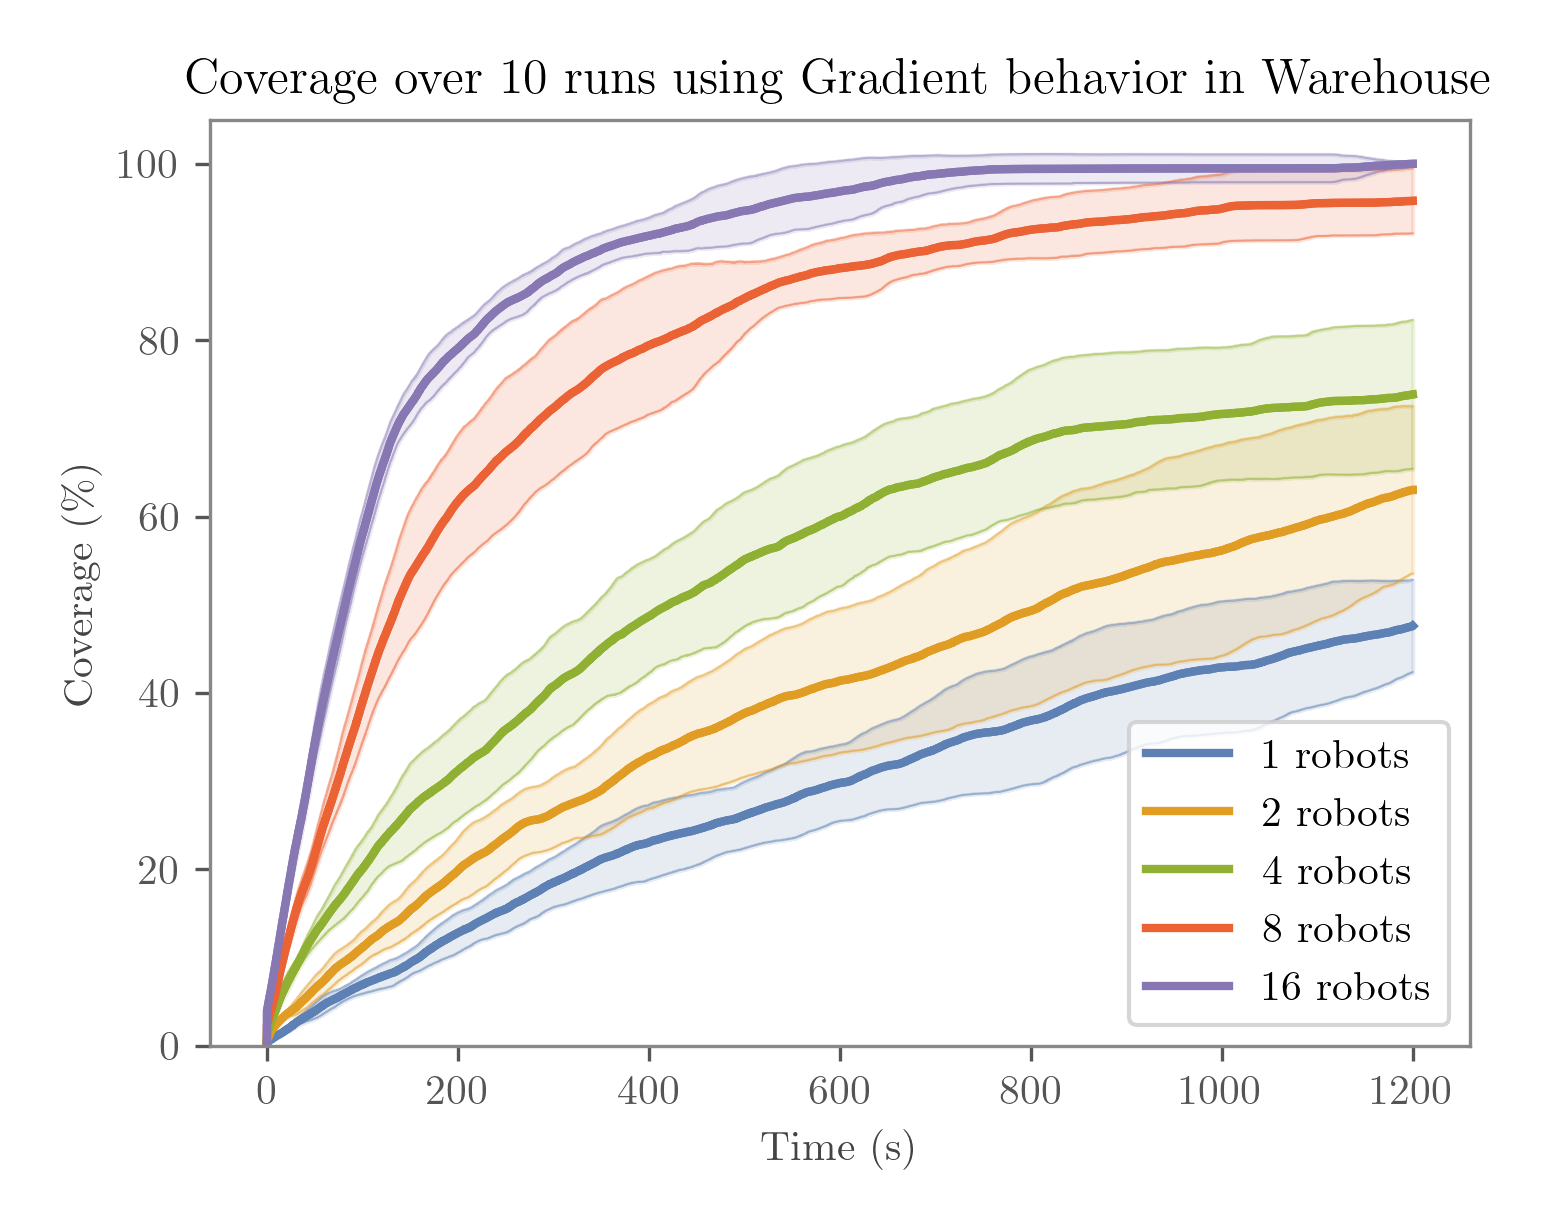 Coverage over 10 runs using Gradient behavior in Warehouse
100
80
60
40
20
0
Coverage (%)
0 200 400 600 800 1000 1200
Time (s)
1 robots
2 robots
4 robots
8 robots
16 robots